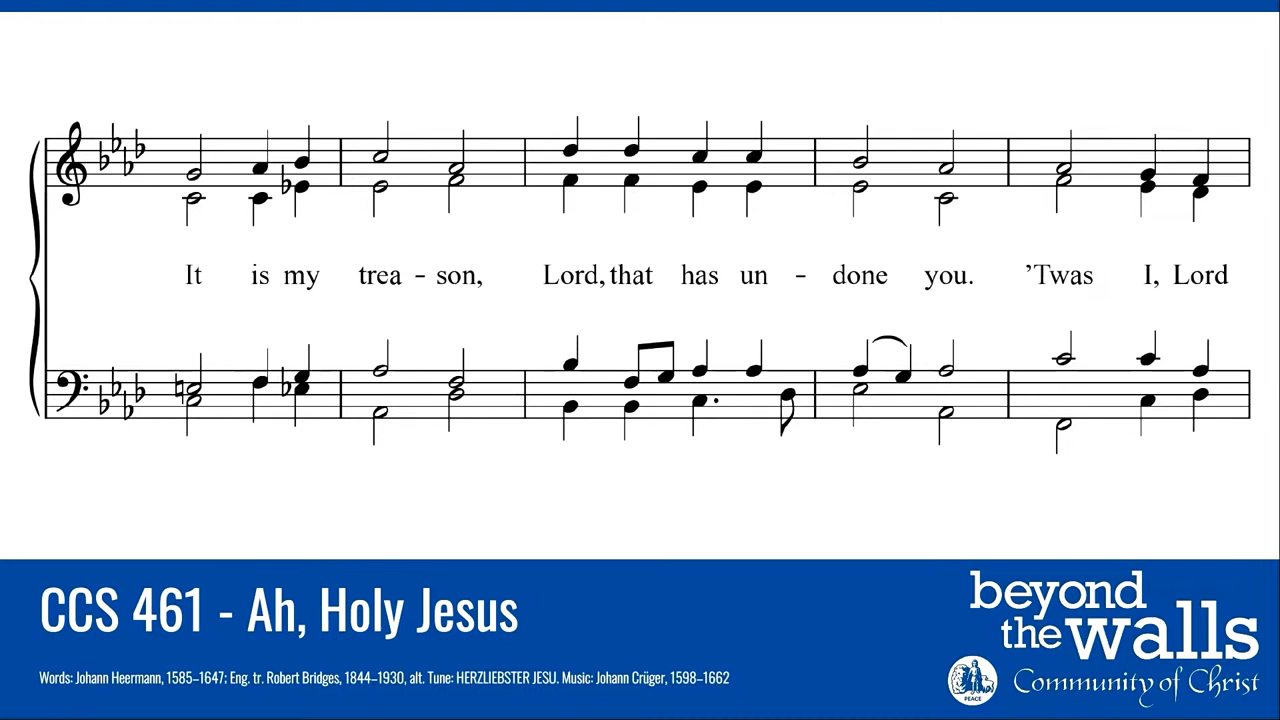 It is my trea - son, Lord, that has un - done you. ’Twas I, Lord
CCS 461 - Ah, Holy Jesus
Words: Johann Heermann, 1585–1647; Eng. tr. Robert Bridges, 1844–1930, alt. Tune: HERZLIEBSTER JESU. Music: Johann Crüger, 1598–1662
beyond
the walls
PEACE
Community of Christ